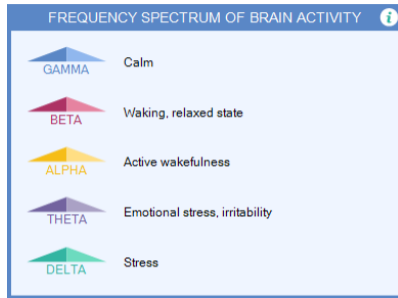 FREQUENCY SPECTRUM OF BRAIN ACTIVITY i
GAMMA Calm
BETA Waking, relaxed state
ALPHA Active wakefulness
THETA Emotional stress, irritability
DELTA Stress